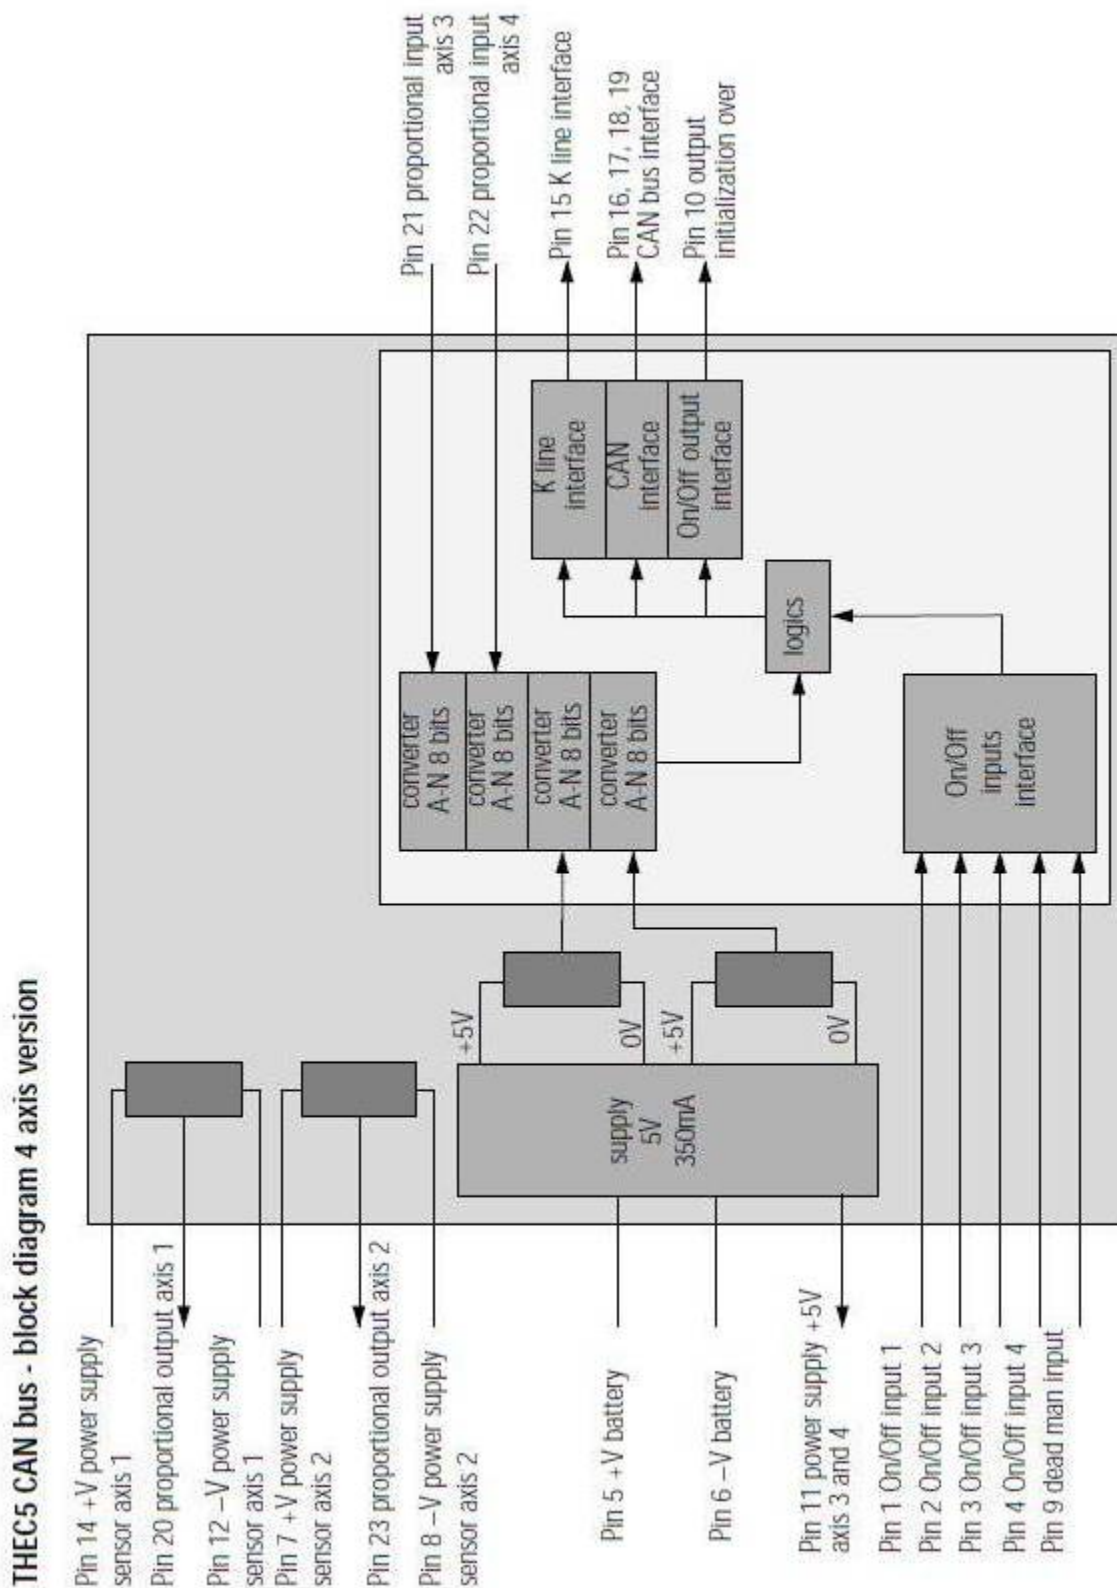 THEC5 CAN bus - block diagram 4 axis version
Pin 14 +V power supply
sensor axis 1
Pin 20 proportional output axis 1
Pin 12 –V power supply
sensor axis 1
Pin 7 +V power supply
sensor axis 2
Pin 23 proportional output axis 2
Pin 8 –V power supply
sensor axis 2
Pin 5 +V battery
Pin 6 –V battery
Pin 11 power supply +5V
axis 3 and 4
Pin 1 On/Off input 1
Pin 2 On/Off input 2
Pin 3 On/Off input 3
Pin 4 On/Off input 4
Pin 9 dead man input
supply
5V
350mA
+5V
0V
+5V
0V
converter
A-N 8 bits
converter
A-N 8 bits
converter
A-N 8 bits
converter
A-N 8 bits
On/Off
inputs
interface
logics
K line
interface
CAN
interface
On/Off output
interface
Pin 21 proportional input
axis 3
Pin 22 proportional input
axis 4
Pin 15 K line interface
Pin 16, 17, 18, 19
CAN bus interface
Pin 10 output
initialization over